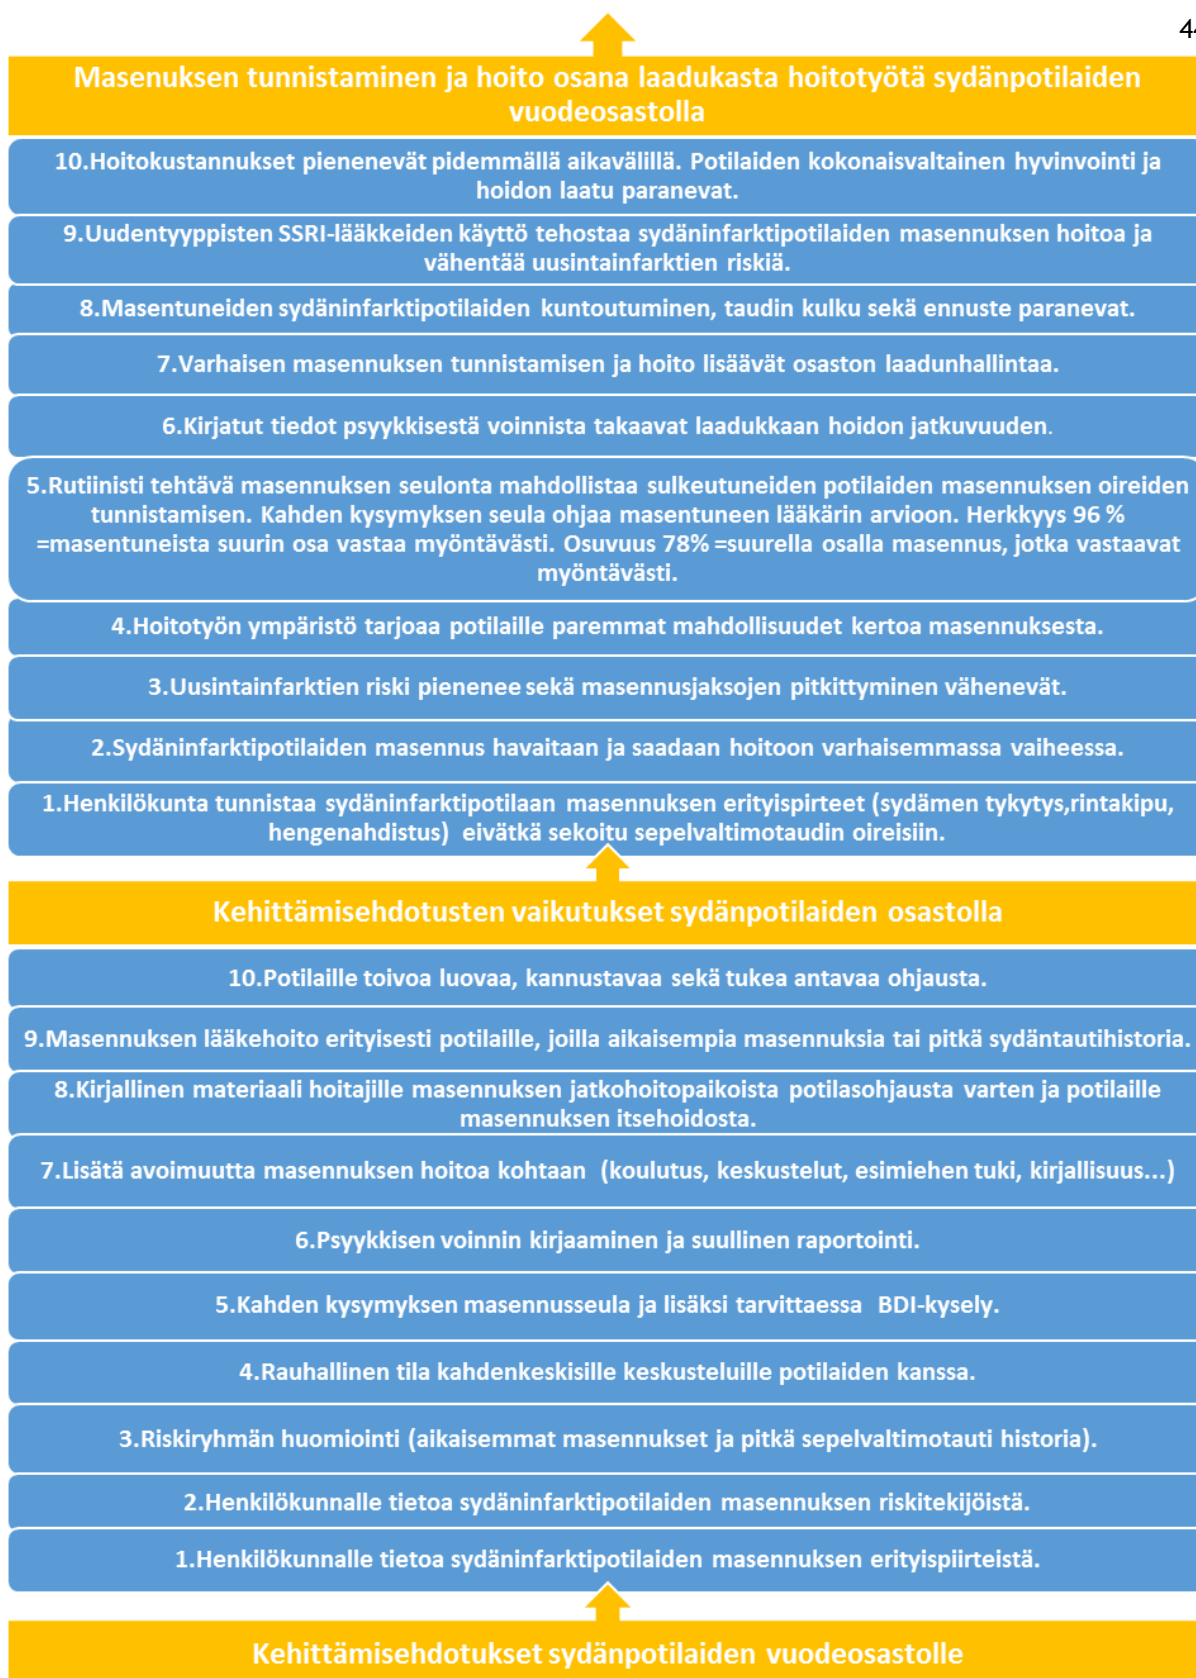 44
Masenuksen tunnistaminen ja hoito osana laadukasta hoitotyötä sydänpotilaiden
vuodeosastolla
10.Hoitokustannukset pienenevät pidemmällä aikavälillä. Potilaiden kokonaisvaltainen hyvinvointi ja
hoidon laatu paranevat.
9.Uudentyyppisten SSRI-lääkkeiden käyttö tehostaa sydäninfarktipotilaiden masennuksen hoitoa ja
vähentää uusintainfarktien riskiä.
8.Masentuneiden sydäninfarktipotilaiden kuntoutuminen, taudin kulku sekä ennuste paranevat.
7.Varhaisen masennuksen tunnistamisen ja hoito lisäävät osaston laadunhallintaa.
6.Kirjatut tiedot psyykkisestä voinnista takaavat laadukkaan hoidon jatkuvuuden.
5.Rutiinisti tehtävä masennuksen seulonta mahdollistaa sulkeutuneiden potilaiden masennuksen oireiden
tunnistamisen. Kahden kysymyksen seula ohjaa masentuneen lääkärin arvioon. Herkkyys 96 %
=masentuneista suurin osa vastaa myöntävästi. Osuvuus 78% =suurella osalla masennus, jotka vastaavat
myöntävästi.
4.Hoitotyön ympäristö tarjoaa potilaille paremmat mahdollisuudet kertoa masennuksesta.
3.Uusintainfarktien riski pienenee sekä masennusjaksojen pitkittyminen vähenevät.
2.Sydäninfarktipotilaiden masennus havaitaan ja saadaan hoitoon varhaisemmassa vaiheessa.
1.Henkilökunta tunnistaa sydäninfarktipotilaan masennuksen erityispirteet (sydämen tykytys,rintakipu,
hengenahdistus) eivätkä sekoitu sepelvaltimotaudin oireisiin.
Kehittämisehdotusten vaikutukset sydänpotilaiden osastolla
10.Potilaille toivoa luovaa, kannustavaa sekä tukea antavaa ohjausta.
9.Masennuksen lääkehoito erityisesti potilaille, joilla aikaisempia masennuksia tai pitkä sydäntautihistoria.
8.Kirjallinen materiaali hoitajille masennuksen jatkohoitopaikoista potilasohjausta varten ja potilaille
masennuksen itsehoidosta.
7.Lisätä avoimuutta masennuksen hoitoa kohtaan (koulutus, keskustelut, esimiehen tuki, kirjallisuus...)
6.Psyykkisen voinnin kirjaaminen ja suullinen raportointi.
5.Kahden kysymyksen masennusseula ja lisäksi tarvittaessa BDI-kysely.
4.Rauhallinen tila kahdenkeskisille keskusteluille potilaiden kanssa.
3.Riskiryhmän huomiointi (aikaisemmat masennukset ja pitkä sepelvaltimotauti historia).
2.Henkilökunnalle tietoa sydäninfarktipotilaiden masennuksen riskitekijöistä.
1.Henkilökunnalle tietoa sydäninfarktipotilaiden masennuksen erityispiirteistä.
Kehittämisehdotukset sydänpotilaiden vuodeosastolle